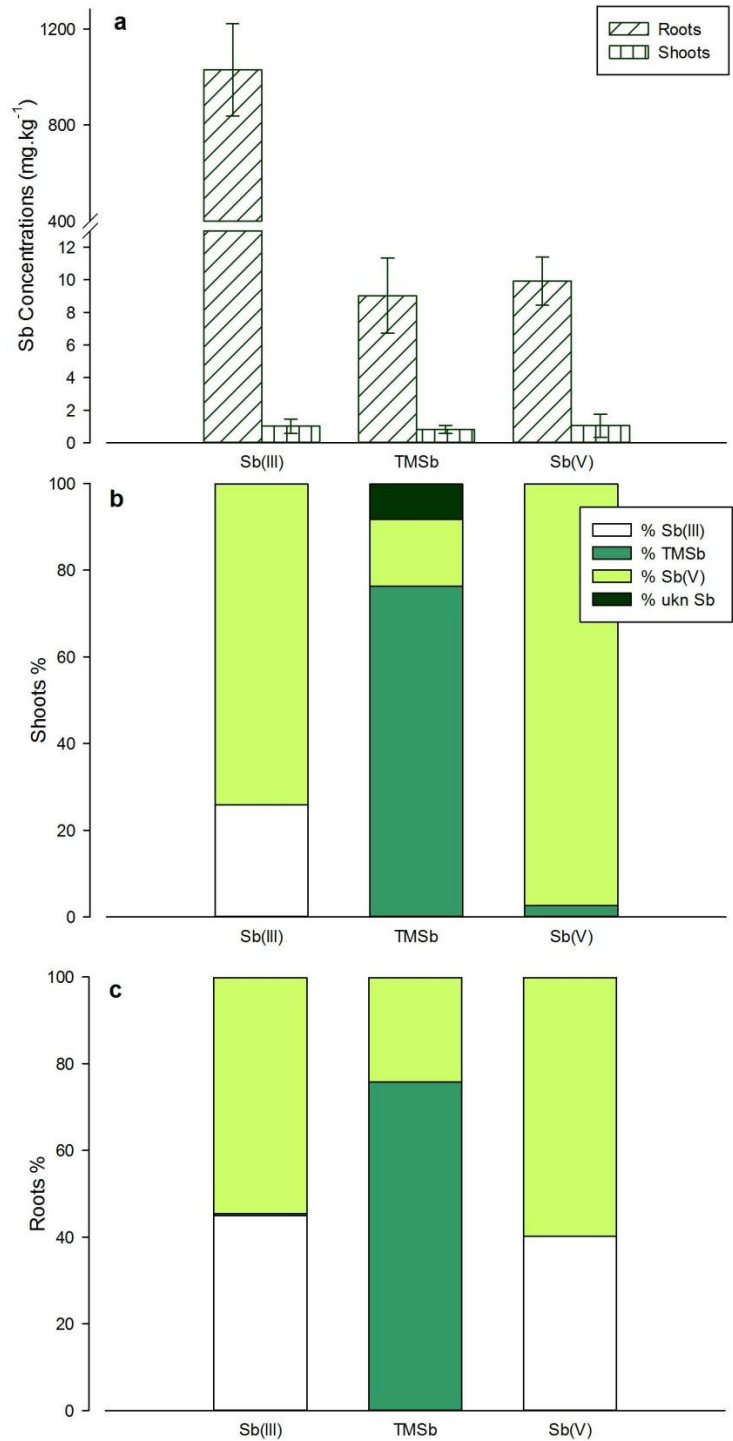 a
Roots
Shoots
Sb Concentrations (mg.kg⁻¹)
1200
800
400
12
10
8
6
4
2
0
Sb(III) TMSb Sb(V)
b
% Sb(III)
% TMSb
% Sb(V)
% ukn Sb
Shoots %
100
80
60
40
20
0
Sb(III) TMSb Sb(V)
c
Roots %
100
80
60
40
20
0
Sb(III) TMSb Sb(V)